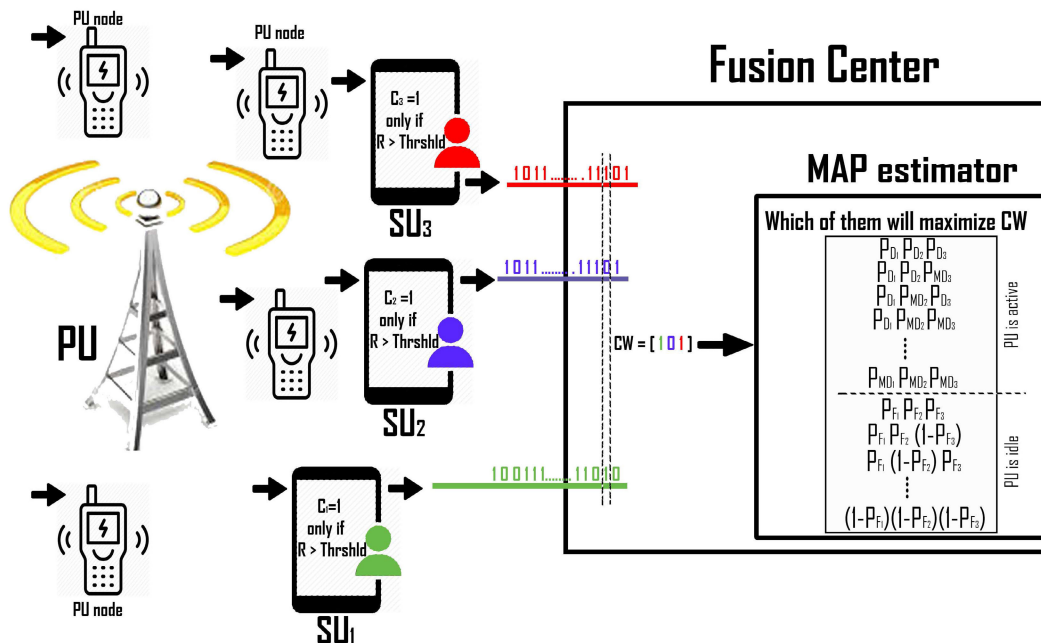 PU node
PU node
Fusion Center
C₃ =1
only if
R > Thrshld
1011........ .11101
SU₃
MAP estimator
Which of them will maximize CW
P_D₁ P_D₂ P_D₃
P_D₁ P_D₂ P_MD₃
P_D₁ P_MD₂ P_D₃
P_D₁ P_MD₂ P_MD₃
P_MD₁ P_MD₂ P_MD₃
PU is active
P_F₁ P_F₂ P_F₃
P_F₁ P_F₂ (1-P_F₃)
P_F₁ (1-P_F₂) P_F₃
(1-P_F₁)(1-P_F₂)(1-P_F₃)
PU is idle
PU
C₂ =1
only if
R > Thrshld
1011........ .11101
SU₂
CW = [101]
C₁=1
only if
R > Thrshld
100111........11010
SU₁
PU node